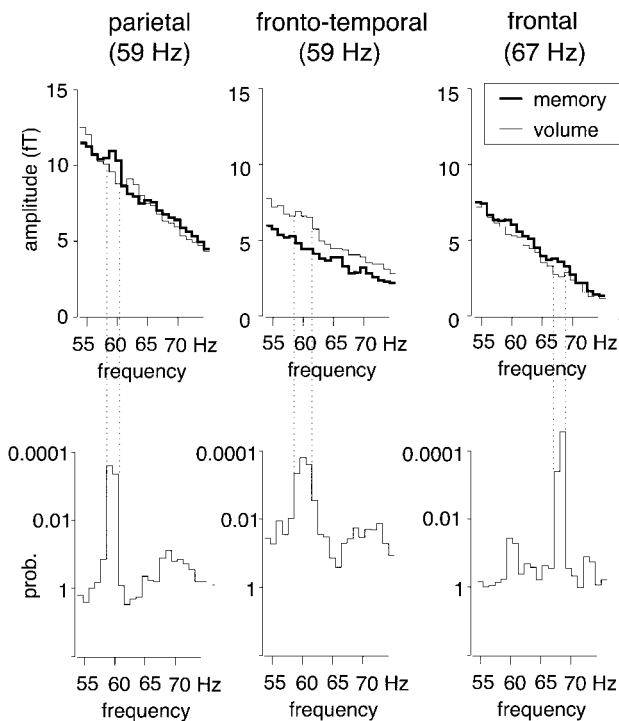 parietal
(59 Hz)
fronto-temporal
(59 Hz)
frontal
(67 Hz)
amplitude (fT)
15
10
5
0
55 60 65 70 Hz
frequency
15
10
5
0
55 60 65 70 Hz
frequency
15
10
5
0
55 60 65 70 Hz
frequency
memory
volume
prob.
0.0001
0.01
1
55 60 65 70 Hz
frequency
0.0001
0.01
1
55 60 65 70 Hz
frequency
0.0001
0.01
1
55 60 65 70 Hz
frequency